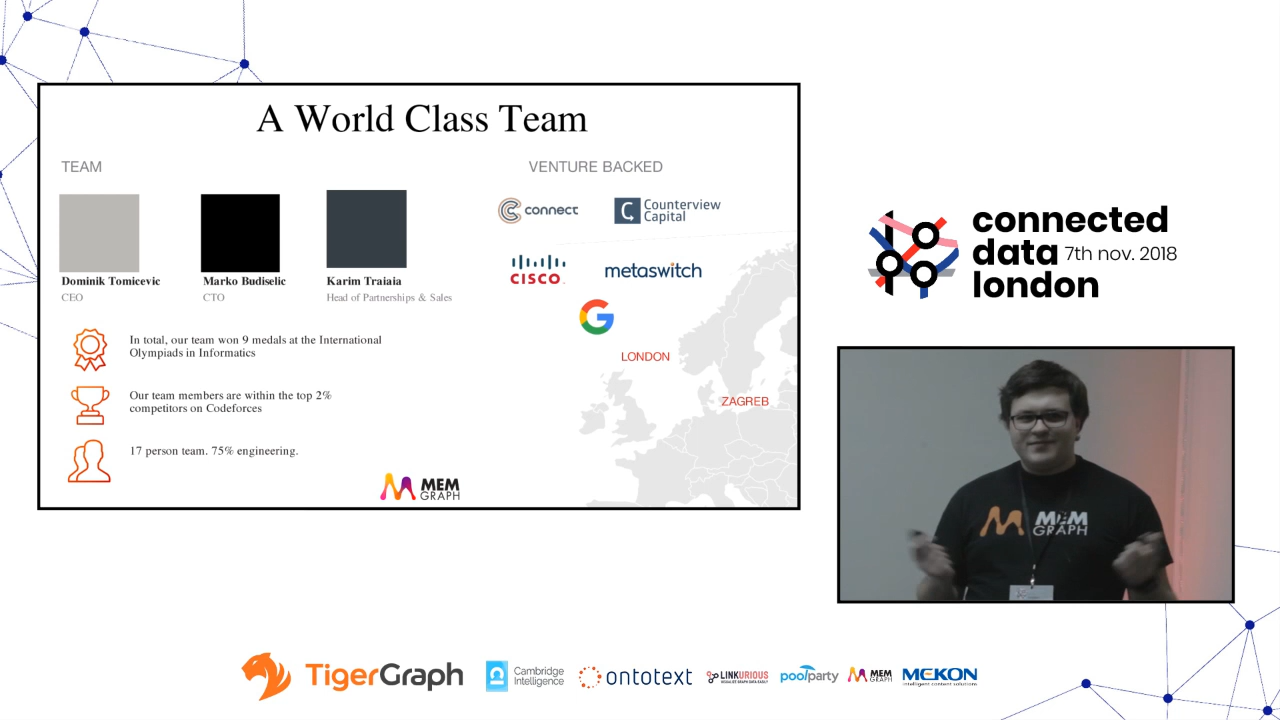 A World Class Team
TEAM
VENTURE BACKED
connect
Counterview
Capital
CISCO
metaswitch
Dominik Tomicevic
Marko Budiselic
Karim Traiaia
CEO
CTO
Head of Partnerships & Sales
In total, our team won 9 medals at the International
Olympiads in Informatics
LONDON
Our team members are within the top 2%
competitors on Codeforces
ZAGREB
17 person team. 75% engineering.
MEM
GRAPH
connected
data 7th nov. 2018
london
MEM
GRAPH
TigerGraph
Cambridge
Intelligence
ontotext
LINKURIOUS
poolparty
MEM
GRAPH
MEKON
intelligent content solutions